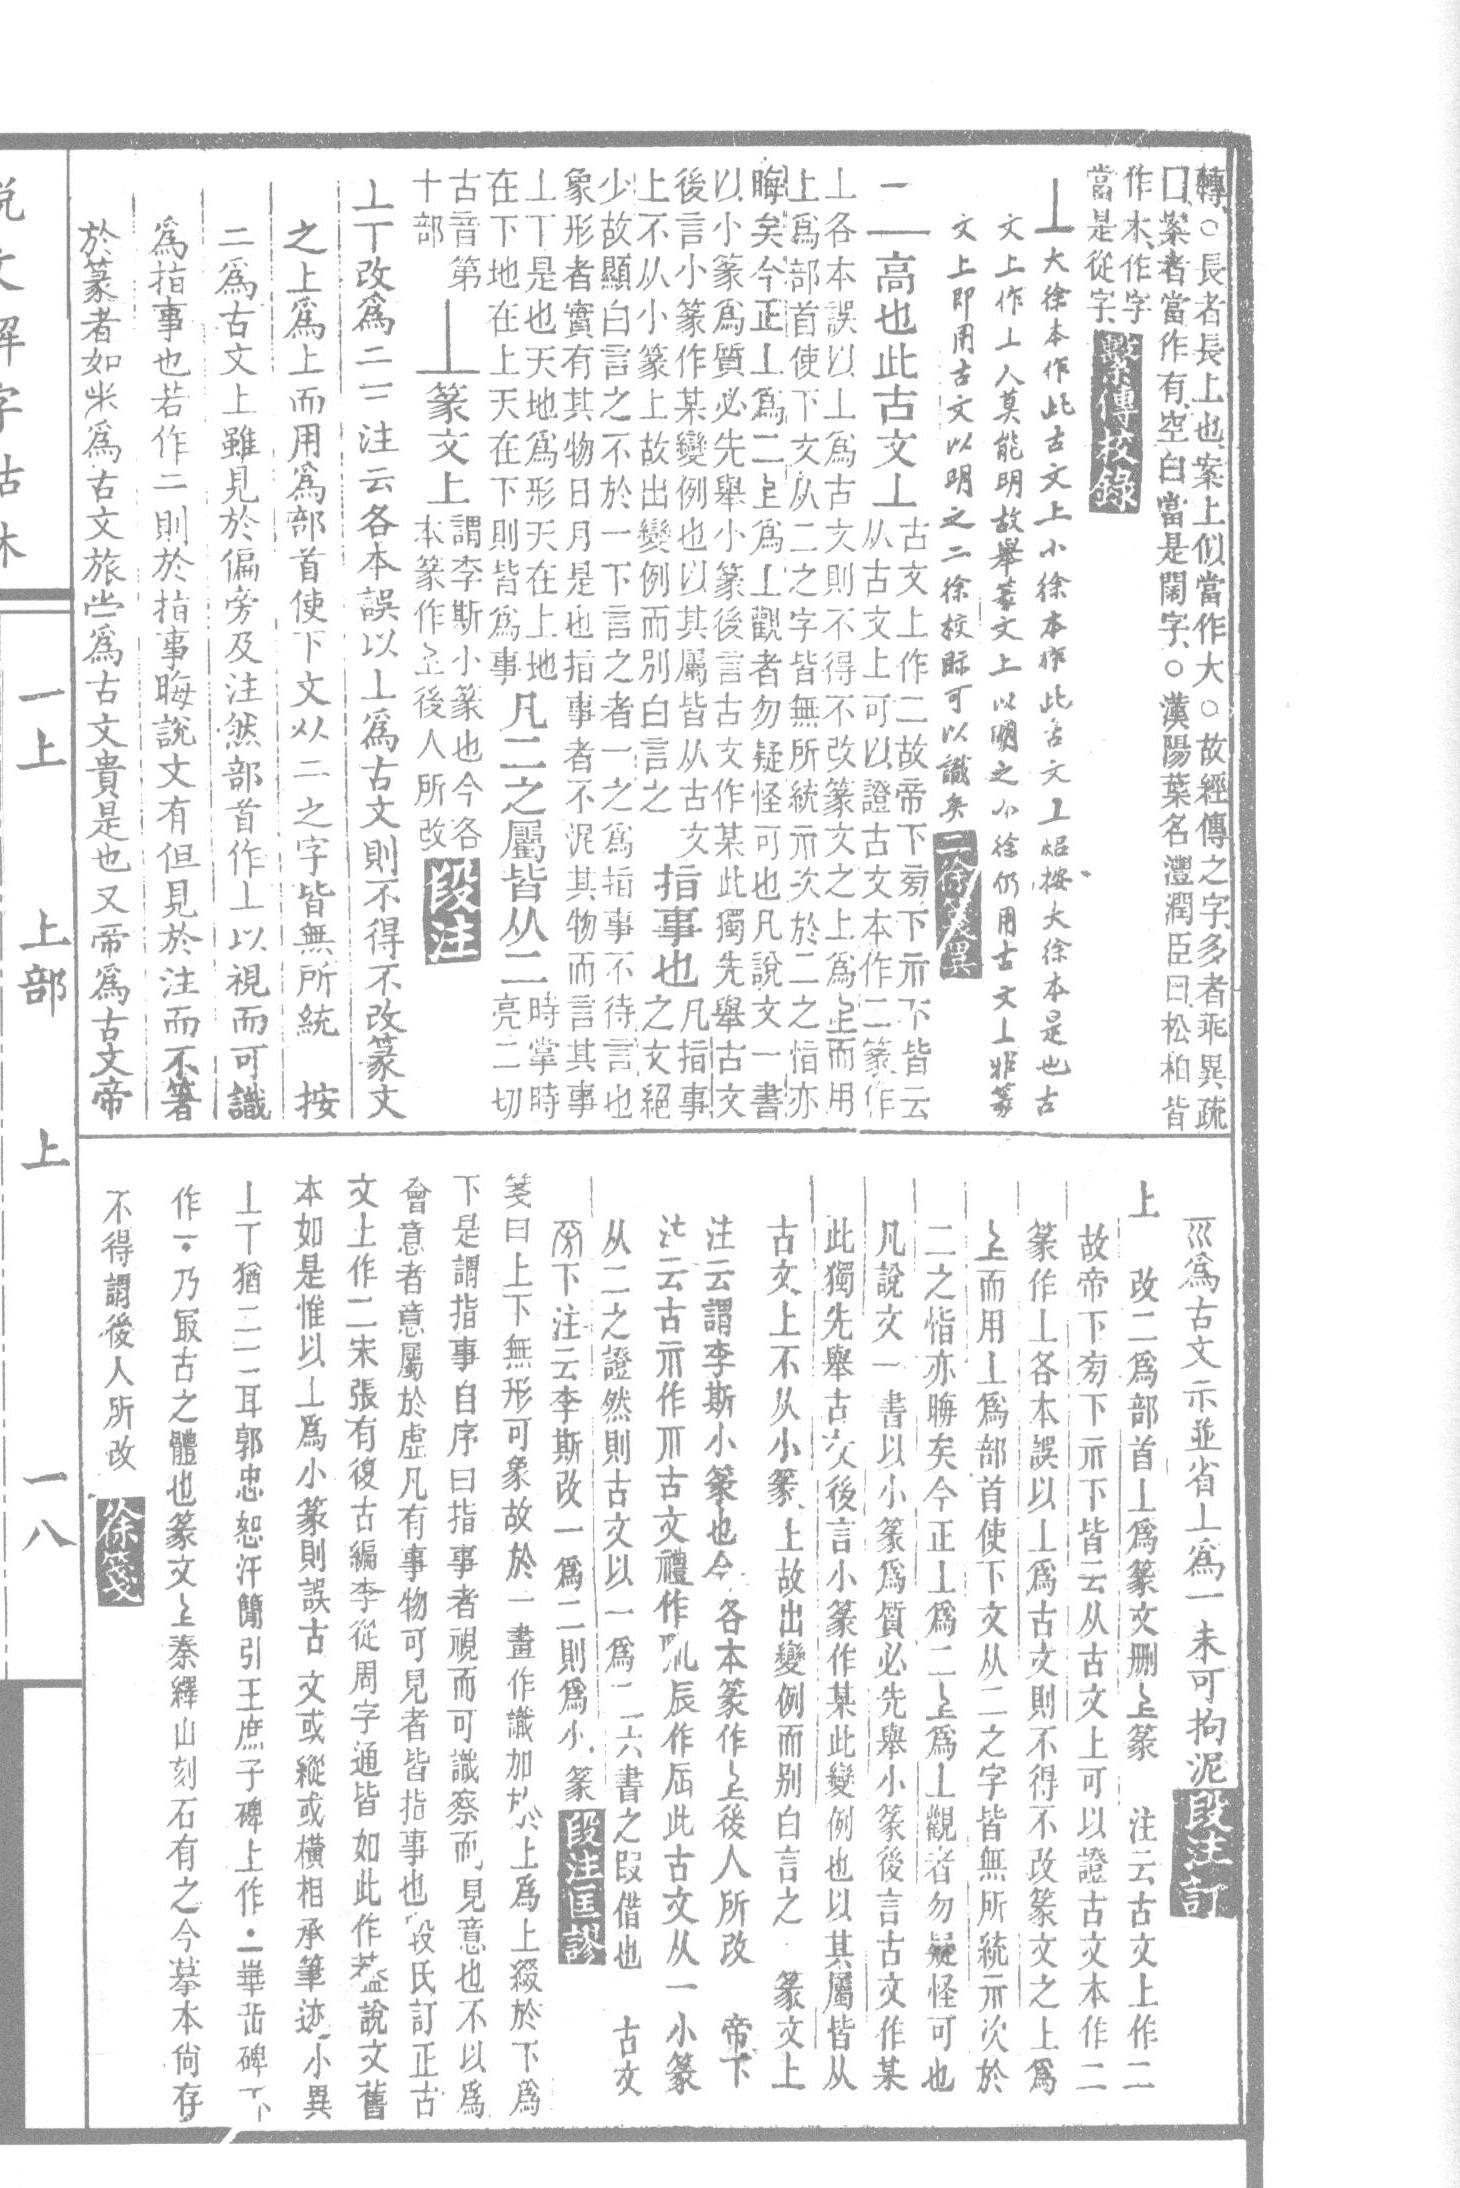 轉○長者長上也案上似當作大○故經傳之字多者乖異疏
囗案者當作有空白當是闕字○漢陽葉名灃潤臣曰松柏皆
作木作字
當是從字繫傳校錄
丄大徐本作此古文上小徐本作此古文上炤按大徐本是也古
文上作丄人莫能明故舉篆文上以明之小徐仍用古文上非篆
文上即用古文以明之二徐校𥅆可以識矣二徐箋異
二高也此古文丄
古文上作二故帝下㫄下示下皆云
从古文上可以證古文本作二篆作
丄各本誤以丄爲古文則不得不改篆文之上爲𠄞而用
上爲部首使下文从二之字皆無所統示次於二之恉亦
晦矣今正丄爲二𠄞爲丄觀者勿疑怪可也凡說文一書
以小篆爲質必先舉小篆後言古文作某此獨先舉古文
後言小篆作某變例也以其屬皆从古文
上不从小篆上故出變例而別白言之
指事也
凡指事
之文絕
少故顯白言之不於一下言之者一之爲指事不待言也
象形者實有其物日月是也指事者不泥其物而言其事
丄丅是也天地爲形天在上地
在下地在上天在下則皆爲事
凡二之屬皆从二
時掌時
亮二切
古音第
十部
丄篆文上
謂李斯小篆也今各
本篆作𠄞後人所改
段注
丄丅改爲二二 注云各本誤以丄爲古文則不得不改篆文
之上爲上而用爲部首使下文从二之字皆無所統 按
二爲古文上雖見於偏旁及注然部首作丄以視而可識
爲指事也若作二則於指事晦說文有但見於注而不箸
於篆者如𣎵爲古文旅㞢爲古文貴是也又帝爲古文帝
巛爲古文示並省丄爲一未可拘泥段注訂
上 改二爲部首丄爲篆文刪𠄞篆 注云古文上作二
故帝下㫄下示下皆云从古文上可以證古文本作二
篆作丄各本誤以丄爲古文則不得不改篆文之上爲
𠄞而用丄爲部首使下文从二之字皆無所統示次於
二之恉亦晦矣今正丄爲二𠄞爲丄觀者勿疑怪可也
凡說文一書以小篆爲質必先舉小篆後言古文作某
此獨先舉古文後言小篆作某此變例也以其屬皆从
古文上不从小篆上故出變例而別白言之 篆文上
注云謂李斯小篆也今各本篆作𠄞後人所改 帝下
注云古示作𠕁古文禮作𠃞辰作𠨷此古文从一小篆
从二之證然則古文以一爲二六書之叚借也 古文
㫄下注云李斯改一爲二則爲小篆段注匡謬
箋曰上下無形可象故於一畫作識加於上爲上綴於下爲
下是謂指事自序曰指事者視而可識察而見意也不以爲
會意者意屬於虛凡有事物可見者皆指事也段氏訂正古
文上作二宋張有復古編李從周字通皆如此作葢說文舊
本如是惟以丄爲小篆則誤古文或縱或橫相承筆迹小異
丄丅猶二二耳郭忠恕汗簡引王庶子碑上作𠄞華岳碑下
作𠄟乃冣古之體也篆文𠄞秦繹山刻石有之今摹本尙存
不得謂後人所改徐箋
說文解字詁林
一上 上部 上 一八